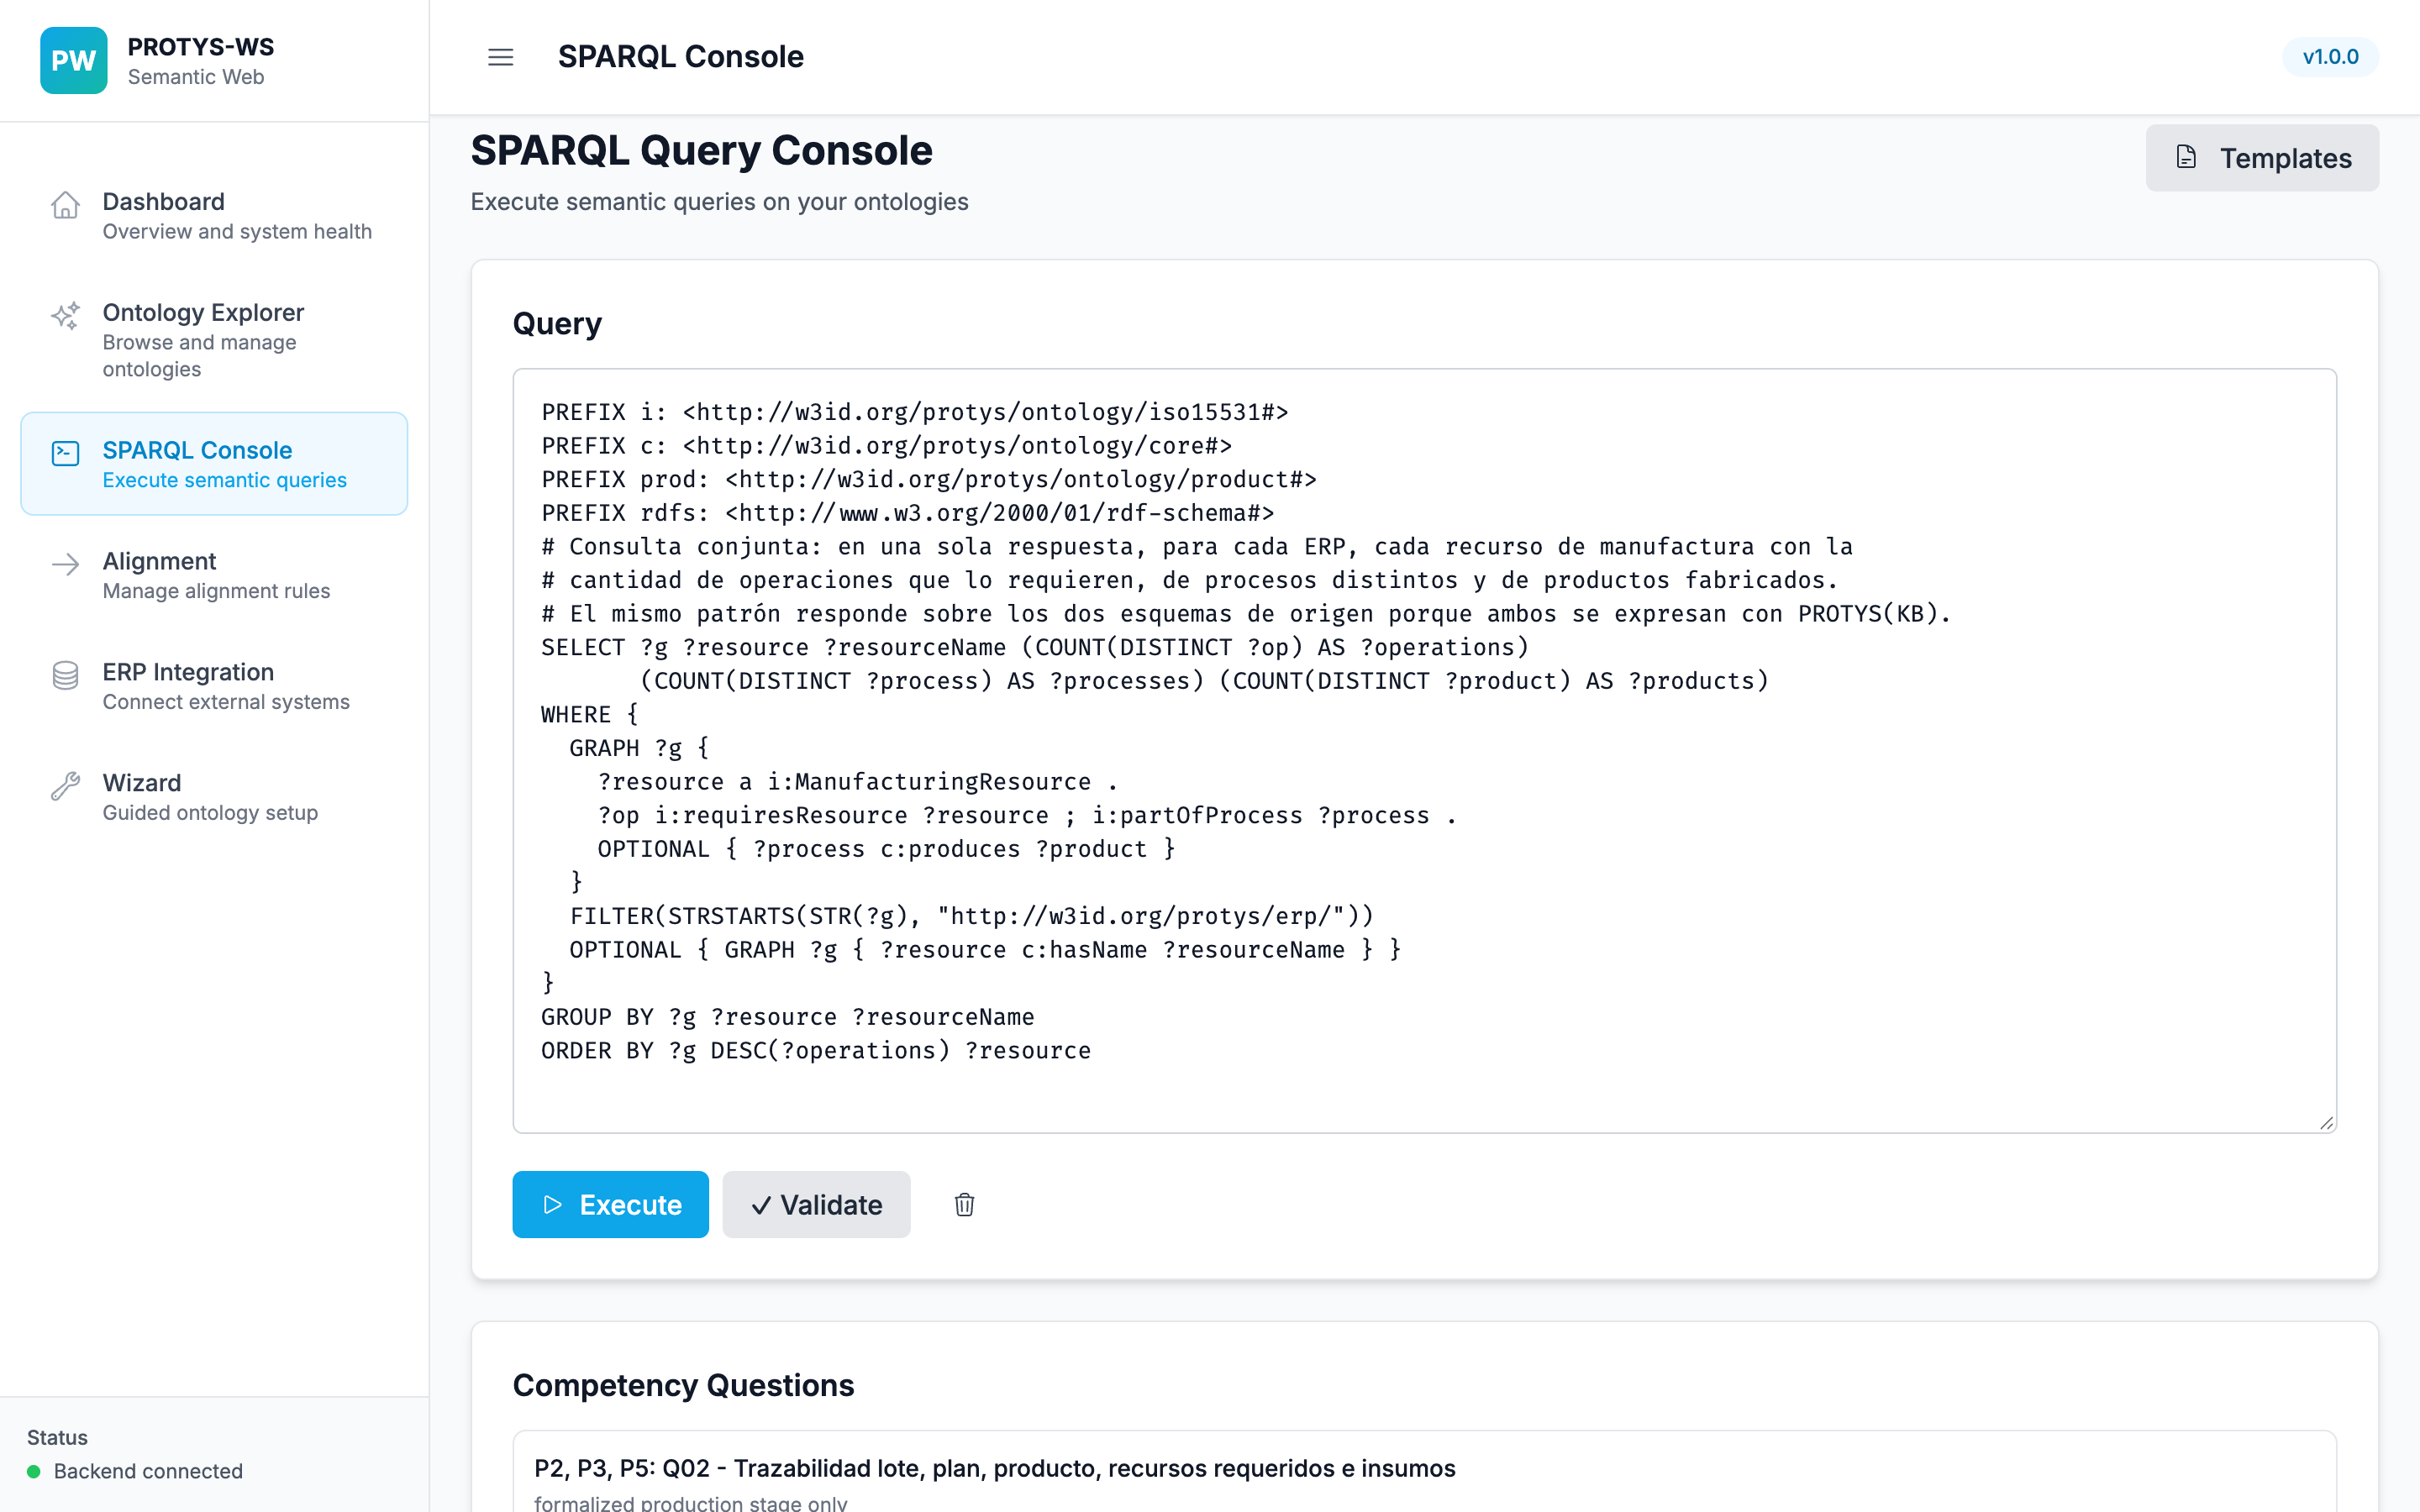 PW
PROTYS-WS
Semantic Web
Dashboard
Overview and system health
Ontology Explorer
Browse and manage
ontologies
SPARQL Console
Execute semantic queries
Alignment
Manage alignment rules
ERP Integration
Connect external systems
Wizard
Guided ontology setup
Status
Backend connected
SPARQL Console
v1.0.0
SPARQL Query Console
Execute semantic queries on your ontologies
Templates
Query
PREFIX i: <http://w3id.org/protys/ontology/iso15531#>
PREFIX c: <http://w3id.org/protys/ontology/core#>
PREFIX prod: <http://w3id.org/protys/ontology/product#>
PREFIX rdfs: <http://www.w3.org/2000/01/rdf-schema#>
# Consulta conjunta: en una sola respuesta, para cada ERP, cada recurso de manufactura con la
# cantidad de operaciones que lo requieren, de procesos distintos y de productos fabricados.
# El mismo patrón responde sobre los dos esquemas de origen porque ambos se expresan con PROTYS(KB).
SELECT ?g ?resource ?resourceName (COUNT(DISTINCT ?op) AS ?operations)
       (COUNT(DISTINCT ?process) AS ?processes) (COUNT(DISTINCT ?product) AS ?products)
WHERE {
  GRAPH ?g {
    ?resource a i:ManufacturingResource .
    ?op i:requiresResource ?resource ; i:partOfProcess ?process .
    OPTIONAL { ?process c:produces ?product }
  }
  FILTER(STRSTARTS(STR(?g), "http://w3id.org/protys/erp/"))
  OPTIONAL { GRAPH ?g { ?resource c:hasName ?resourceName } }
}
GROUP BY ?g ?resource ?resourceName
ORDER BY ?g DESC(?operations) ?resource
Execute
✓ Validate
Competency Questions
P2, P3, P5: Q02 - Trazabilidad lote, plan, producto, recursos requeridos e insumos
formalized production stage only